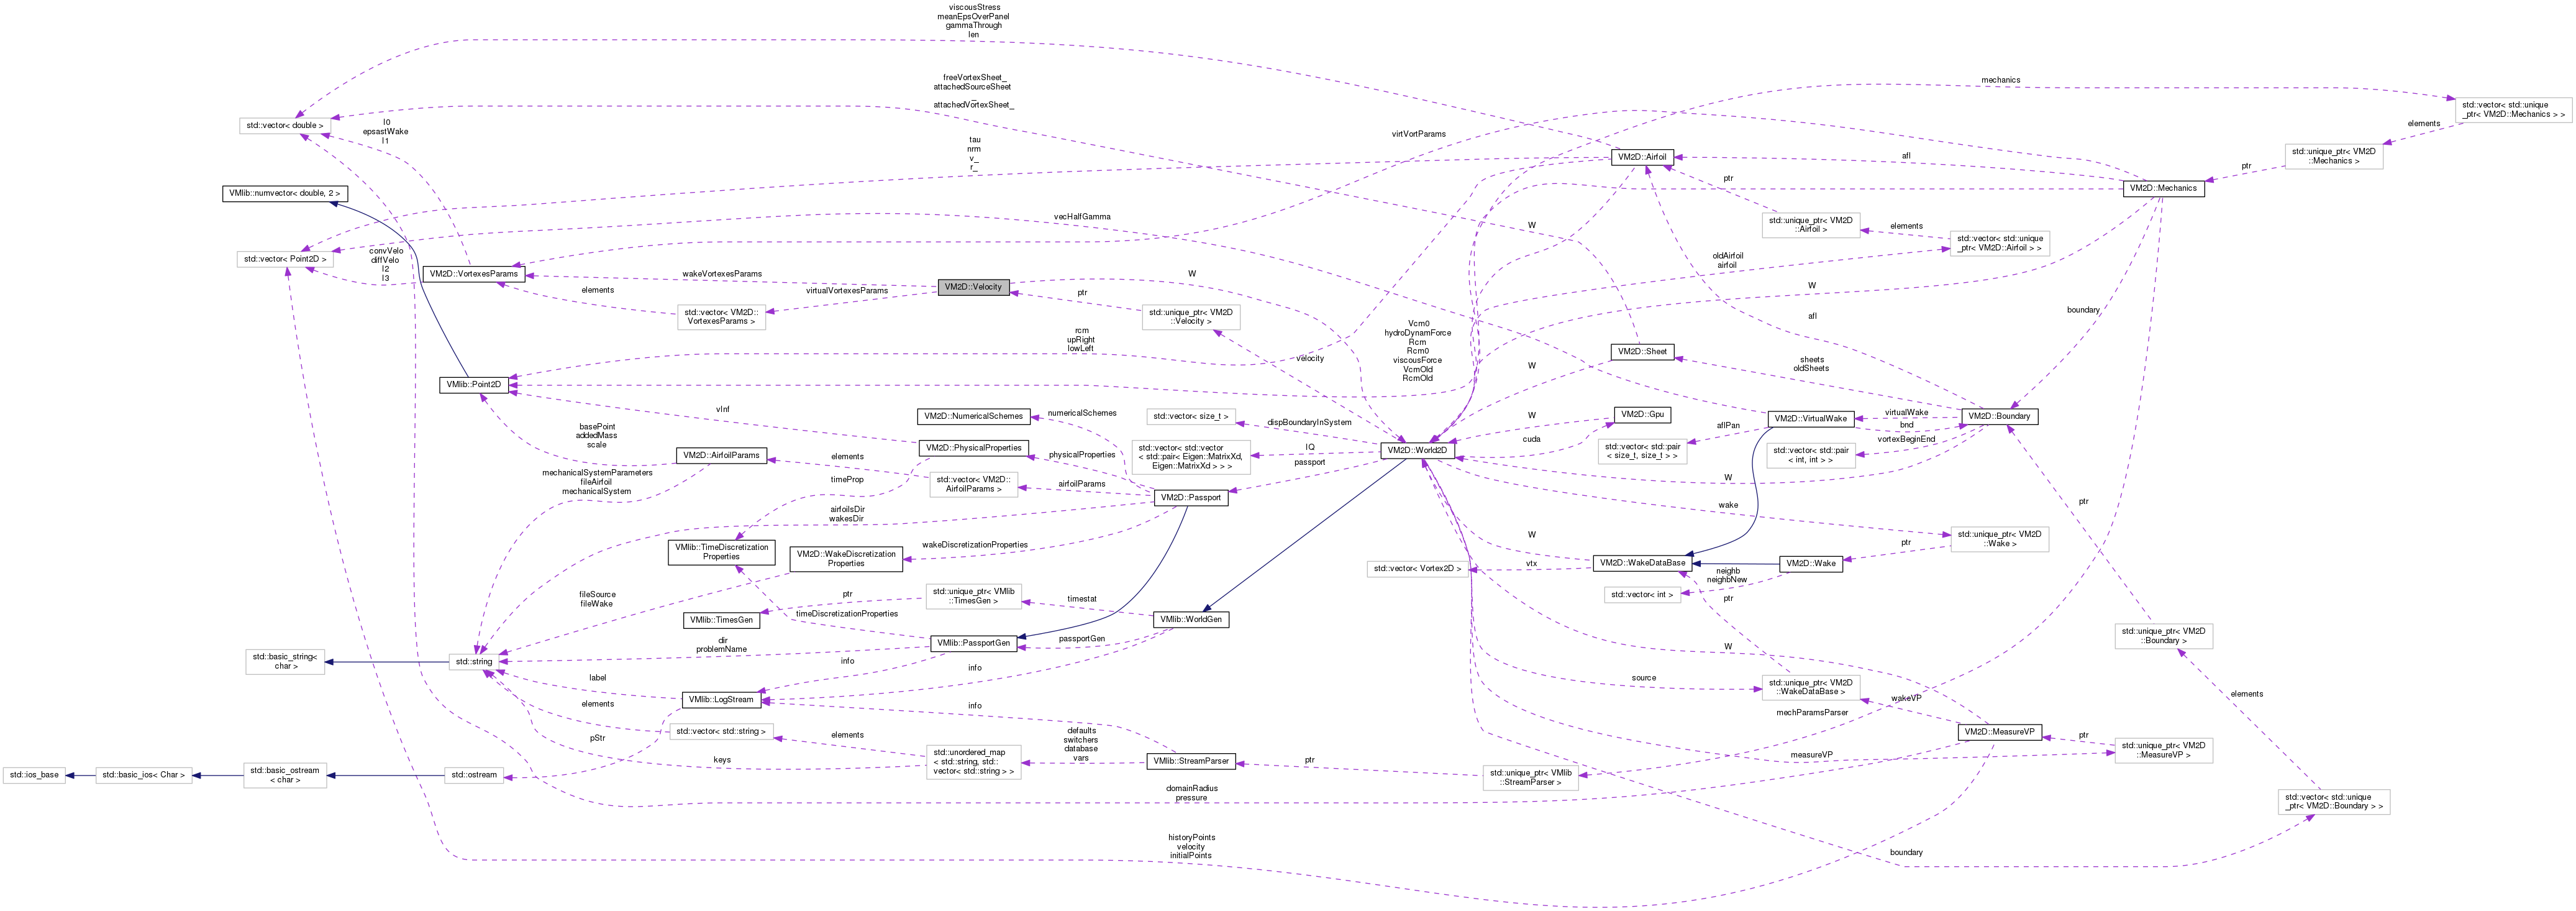 viscousStress
meanEpsOverPanel
gammaThrough
len
freeVortexSheet_
attachedSourceSheet
_
attachedVortexSheet_
mechanics
std::vector< std::unique
_ptr< VM2D::Mechanics > >
std::vector< double >
l0
epsastWake
l1
tau
nrm
v_
r_
virtVortParams
VM2D::Airfoil
afl
elements
std::unique_ptr< VM2D
::Mechanics >
ptr
VMlib::numvector< double, 2 >
VM2D::Mechanics
ptr
vecHalfGamma
W
std::unique_ptr< VM2D
::Airfoil >
elements
std::vector< std::unique
_ptr< VM2D::Airfoil > >
std::vector< Point2D >
convVelo
diffVelo
l2
l3
VM2D::VortexesParams
wakeVortexesParams
W
oldAirfoil
airfoil
VM2D::Velocity
W
elements
virtualVortexesParams
ptr
std::vector< VM2D::
VortexesParams >
std::unique_ptr< VM2D
::Velocity >
boundary
afl
rcm
upRight
lowLeft
Vcm0
hydroDynamForce
Rcm
Rcm0
viscousForce
VcmOld
RcmOld
velocity
VM2D::Sheet
sheets
oldSheets
W
VMlib::Point2D
vInf
VM2D::NumericalSchemes
numericalSchemes
std::vector< size_t >
dispBoundaryInSystem
W
VM2D::Gpu
cuda
VM2D::VirtualWake
virtualWake
bnd
VM2D::Boundary
basePoint
addedMass
scale
VM2D::PhysicalProperties
physicalProperties
std::vector< std::vector
< std::pair< Eigen::MatrixXd,
Eigen::MatrixXd > > >
IQ
VM2D::World2D
aflPan
std::vector< std::pair
< size_t, size_t > >
vortexBeginEnd
std::vector< std::pair
< int, int > >
VM2D::AirfoilParams
elements
passport
mechanicalSystemParameters
fileAirfoil
mechanicalSystem
timeProp
std::vector< VM2D::
AirfoilParams >
airfoilParams
VM2D::Passport
W
ptr
airfoilsDir
wakesDir
wake
std::unique_ptr< VM2D
::Wake >
wakeDiscretizationProperties
VMlib::TimeDiscretization
Properties
VM2D::WakeDiscretization
Properties
W
ptr
std::vector< Vortex2D >
vtx
VM2D::WakeDataBase
VM2D::Wake
neighb
neighbNew
fileSource
fileWake
ptr
std::unique_ptr< VMlib
::TimesGen >
timestat
std::vector< int >
ptr
VMlib::TimesGen
timeDiscretizationProperties
VMlib::WorldGen
dir
problemName
VMlib::PassportGen
passportGen
std::unique_ptr< VM2D
::Boundary >
std::basic_string<
char >
std::string
info
info
W
label
VMlib::LogStream
source
std::unique_ptr< VM2D
::WakeDataBase >
wakeVP
elements
elements
info
mechParamsParser
std::vector< std::string >
pStr
elements
defaults
switchers
database
vars
VM2D::MeasureVP
ptr
std::ios_base
std::basic_ios< Char >
std::basic_ostream
< char >
std::ostream
keys
std::unordered_map
< std::string, std::
vector< std::string > >
VMlib::StreamParser
ptr
std::unique_ptr< VMlib
::StreamParser >
measureVP
std::unique_ptr< VM2D
::MeasureVP >
domainRadius
pressure
std::vector< std::unique
_ptr< VM2D::Boundary > >
historyPoints
velocity
initialPoints
boundary